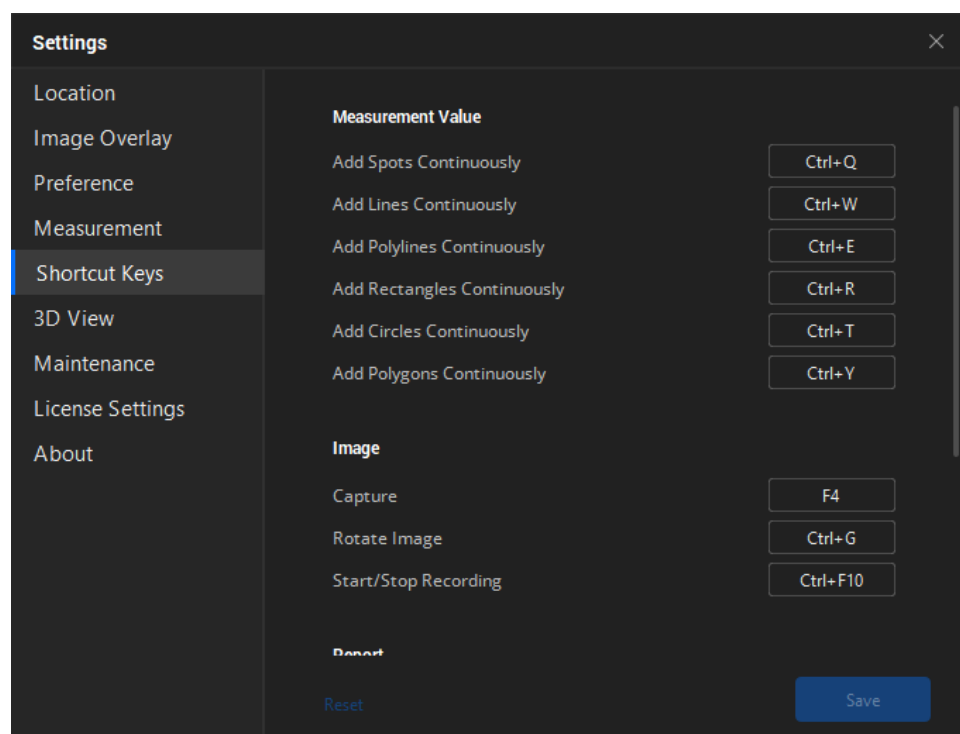 Settings
Location
Image Overlay
Preference
Measurement
Shortcut Keys
3D View
Maintenance
License Settings
About
Measurement Value
Add Spots Continuously Ctrl+Q
Add Lines Continuously Ctrl+W
Add Polylines Continuously Ctrl+E
Add Rectangles Continuously Ctrl+R
Add Circles Continuously Ctrl+T
Add Polygons Continuously Ctrl+Y
Image
Capture F4
Rotate Image Ctrl+G
Start/Stop Recording Ctrl+F10
Report
Reset Save